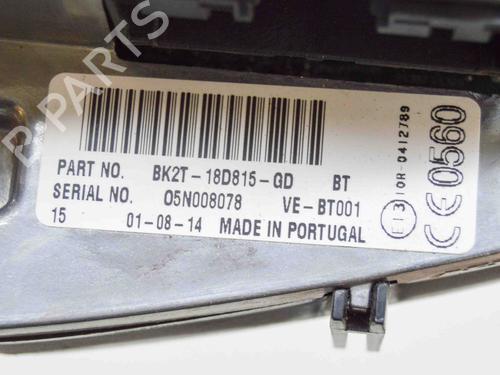 PART NO. BK2T-18D815-GD BT
SERIAL NO. 05N008078 VE-BT001
15 01-08-14 MADE IN PORTUGAL
E13 10R-0412789
CE0560